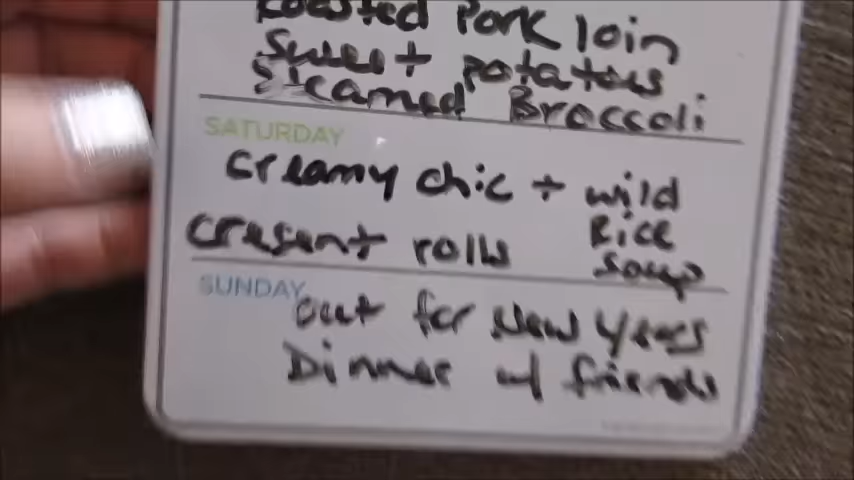 Roasted Pork loin
Sweet potatoes
Steamed Broccoli
SATURDAY
creamy chic + wild
Rice
cresent rolls
soup
SUNDAY
out for New Years
Dinner w/ friends